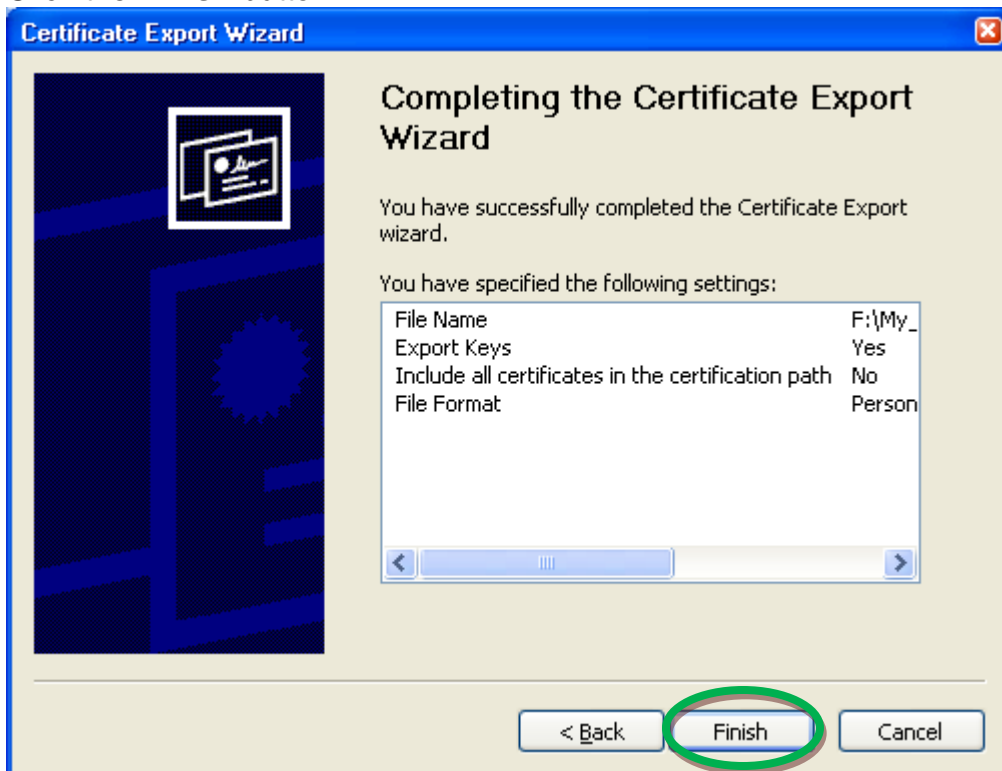 Certificate Export Wizard
Completing the Certificate Export
Wizard
You have successfully completed the Certificate Export
wizard.
You have specified the following settings:
File Name F:\My_
Export Keys Yes
Include all certificates in the certification path No
File Format Person
< Back Finish Cancel